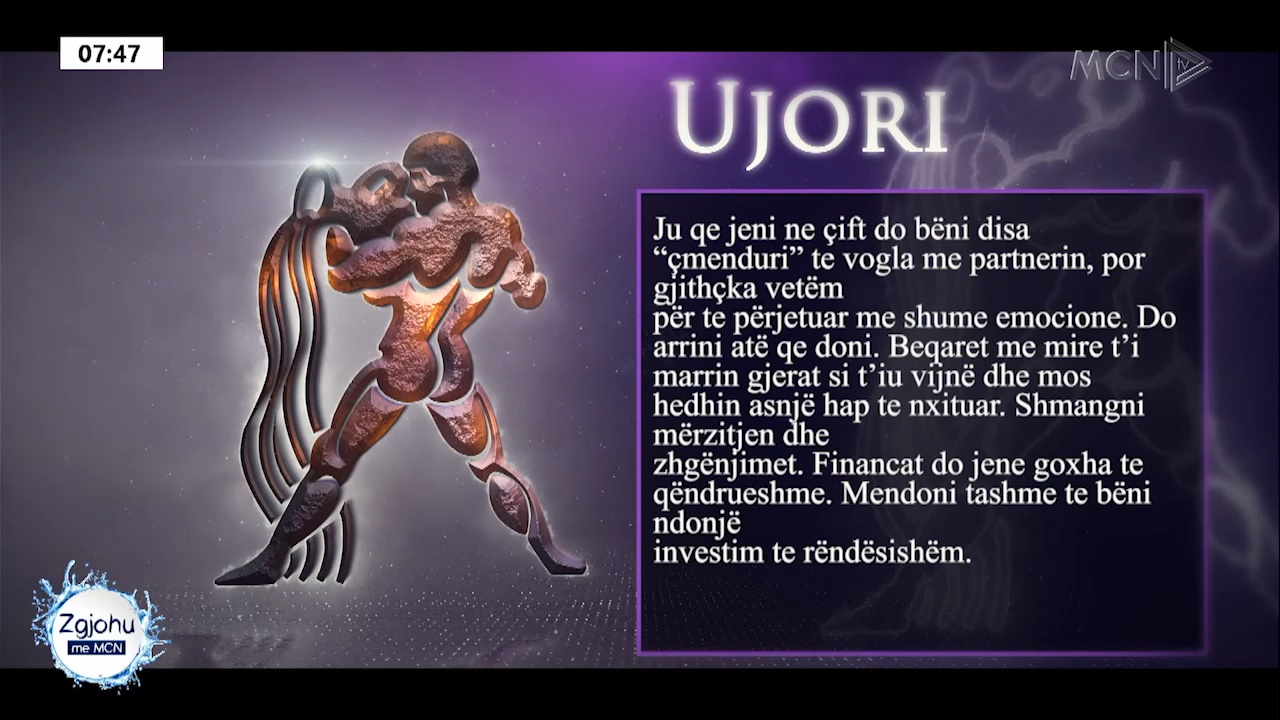 07:47
MCN tv
UJORI
Ju qe jeni ne çift do bëni disa
“çmenduri” te vogla me partnerin, por
gjithçka vetëm
për te përjetuar me shume emocione. Do
arrini atë qe doni. Beqaret me mire t’i
marrin gjerat si t’iu vijnë dhe mos
hedhin asnjë hap te nxituar. Shmangni
mërzitjen dhe
zhgënjimet. Financat do jene goxha te
qëndrueshme. Mendoni tashme te bëni
ndonjë
investim te rëndësishëm.
Zgjohu
me MCN